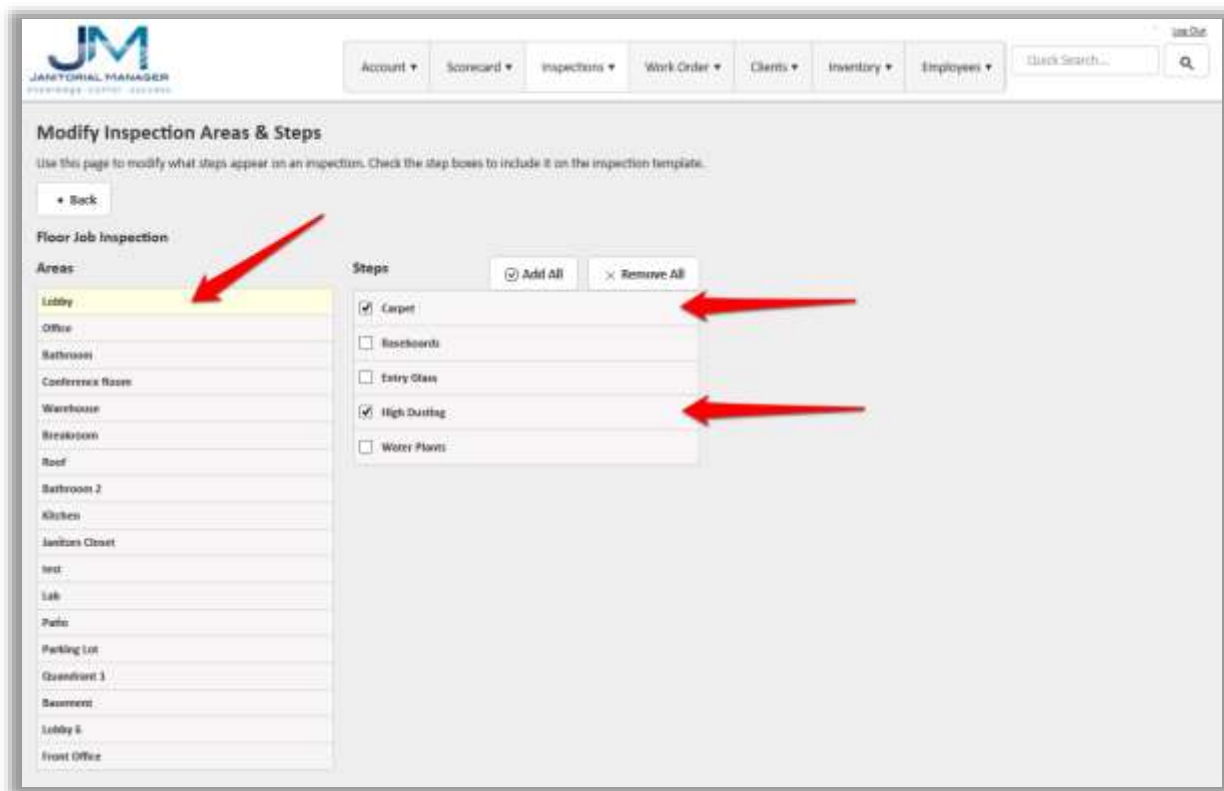 Log Out
JM
JANITORIAL MANAGER
Account ▾ Scorecard ▾ Inspections ▾ Work Order ▾ Clients ▾ Inventory ▾ Employees ▾ Quick Search...
Modify Inspection Areas & Steps
Use this page to modify what steps appear on an inspection. Check the step boxes to include it on the inspection template.
Back
Floor Job Inspection
Areas
Lobby
Office
Bathroom
Conference Room
Warehouse
Breakroom
Roof
Bathroom 2
Kitchen
Janitors Closet
test
Lab
Patio
Parking Lot
Basement
Front Office
Steps Add All Remove All
Carpet
Baseboards
Entry Glass
High Dusting
Water Plants